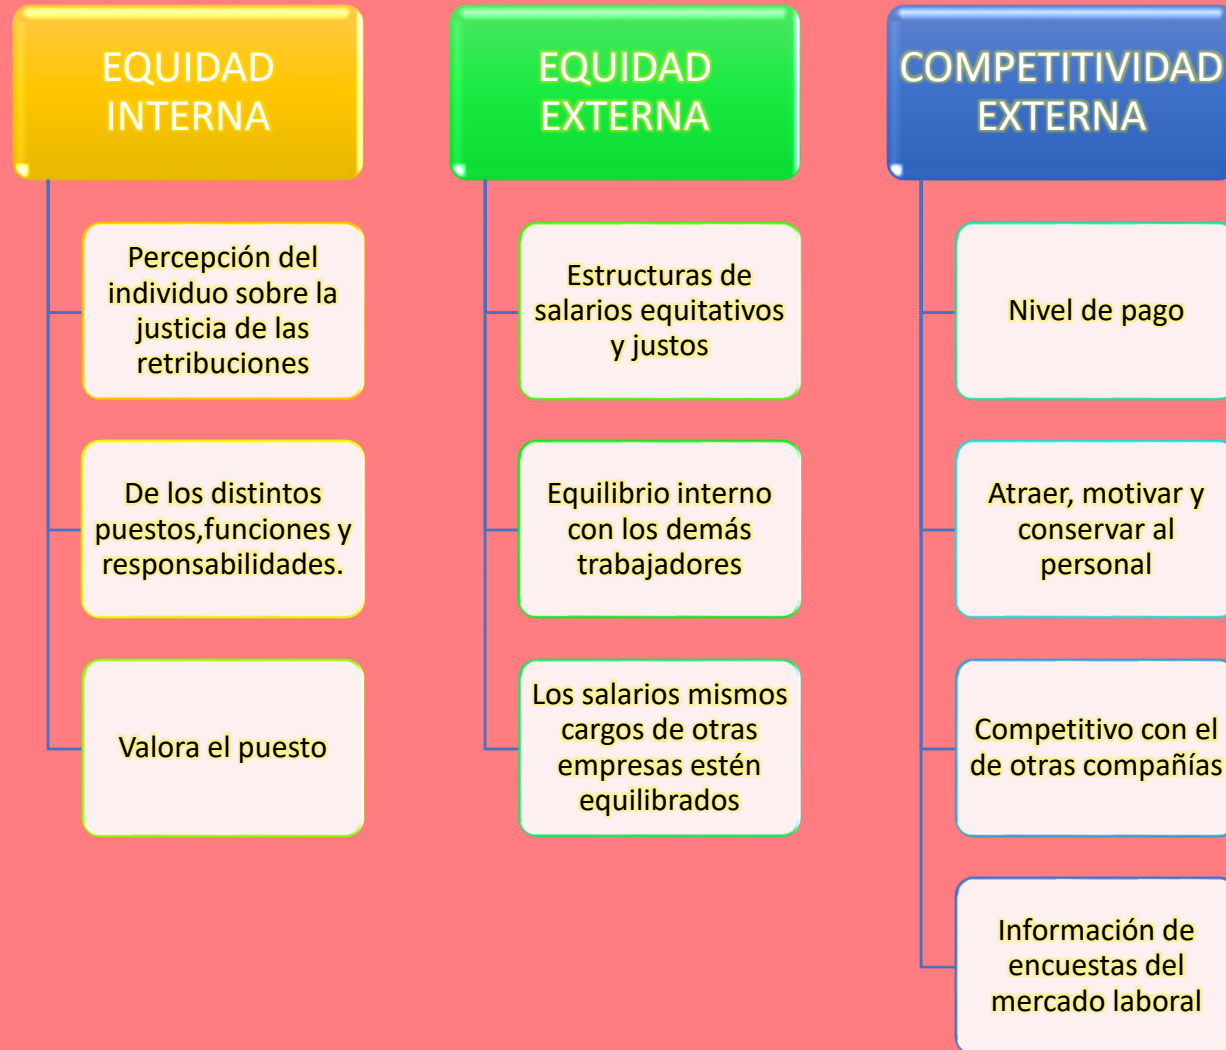 EQUIDAD
INTERNA
Percepción del
individuo sobre la
justicia de las
retribuciones
De los distintos
puestos,funciones y
responsabilidades.
Valora el puesto
EQUIDAD
EXTERNA
Estructuras de
salarios equitativos
y justos
Equilibrio interno
con los demás
trabajadores
Los salarios mismos
cargos de otras
empresas estén
equilibrados
COMPETITIVIDAD
EXTERNA
Nivel de pago
Atraer, motivar y
conservar al
personal
Competitivo con el
de otras compañías
Información de
encuestas del
mercado laboral